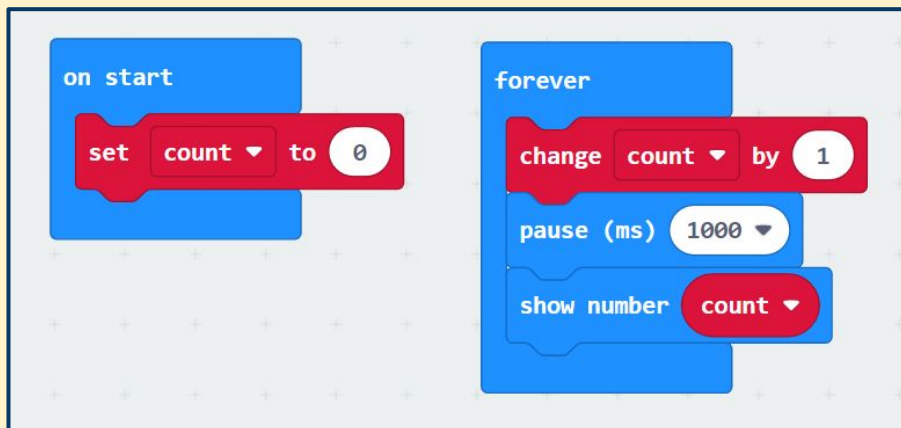 on start
set count to 0
forever
change count by 1
pause (ms) 1000
show number count